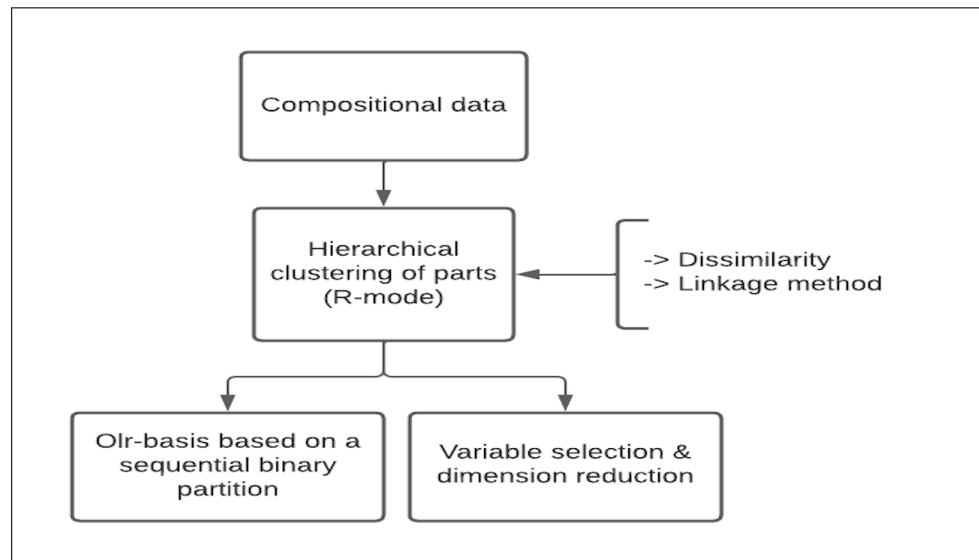 Compositional data
Hierarchical
clustering of parts
(R-mode)
-> Dissimilarity
-> Linkage method
Olr-basis based on a
sequential binary
partition
Variable selection &
dimension reduction